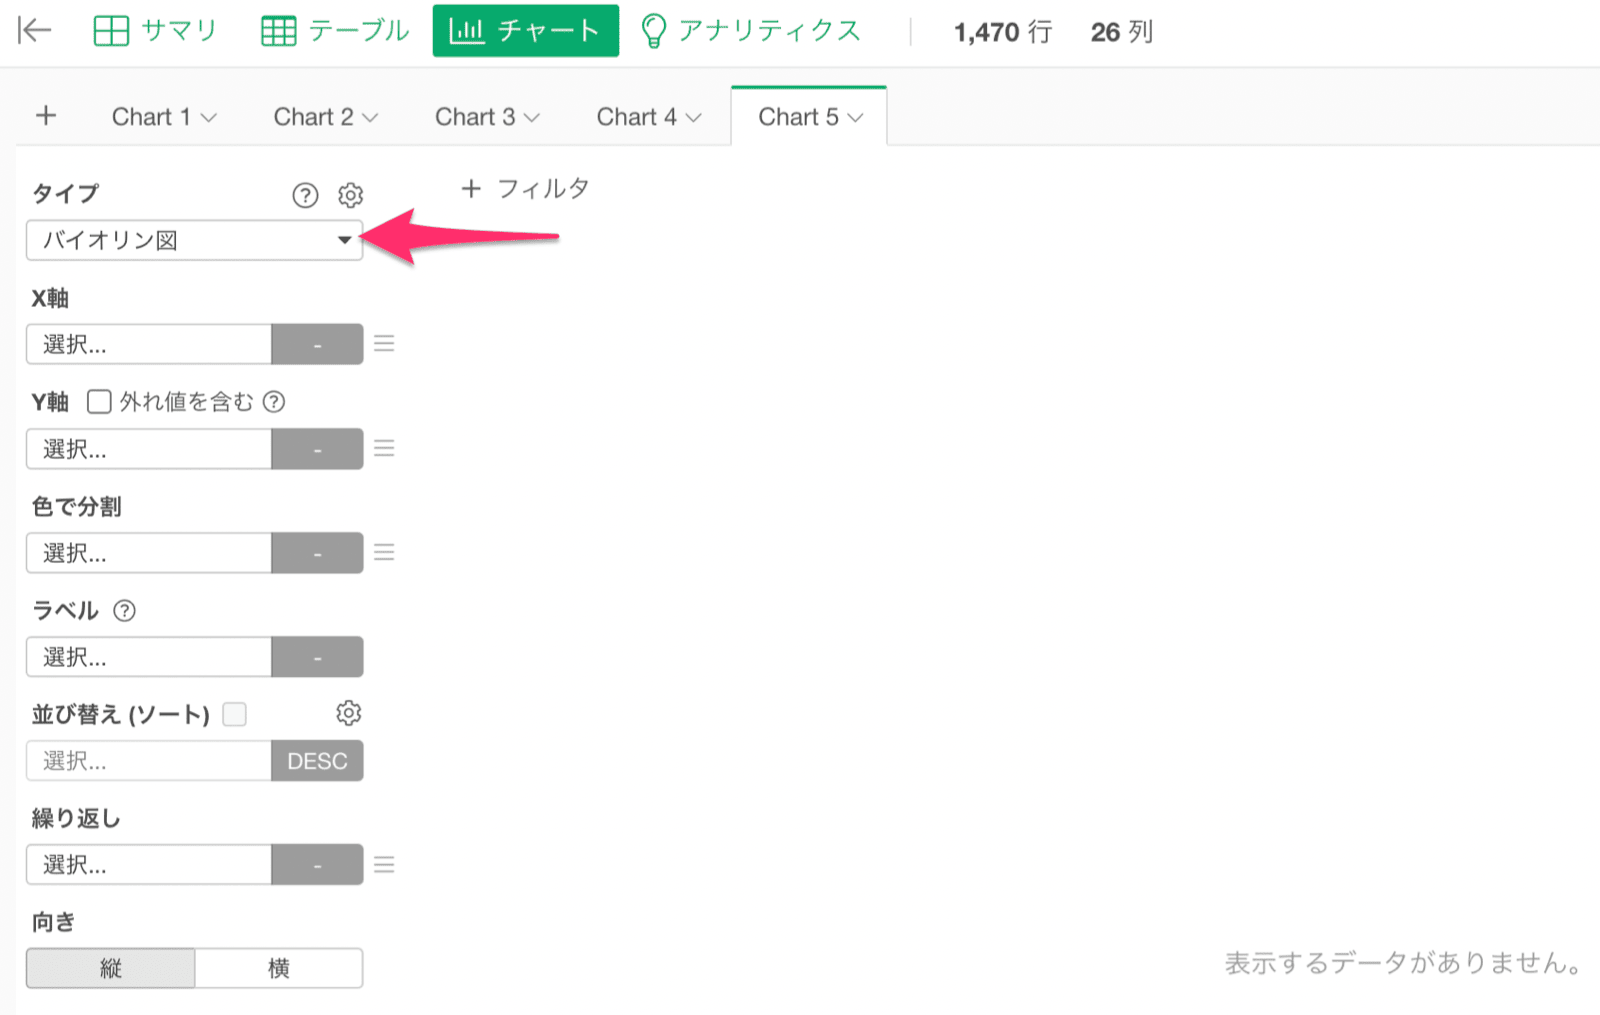 サマリ テーブル チャート アナリティクス 1,470 行 26 列
+ Chart 1 Chart 2 Chart 3 Chart 4 Chart 5
タイプ ? + フィルタ
バイオリン図
X軸
選択... -
Y軸 外れ値を含む ?
選択... -
色で分割
選択... -
ラベル ?
選択... -
並び替え (ソート)
選択... DESC
繰り返し
選択... -
向き
縦 横
表示するデータがありません。